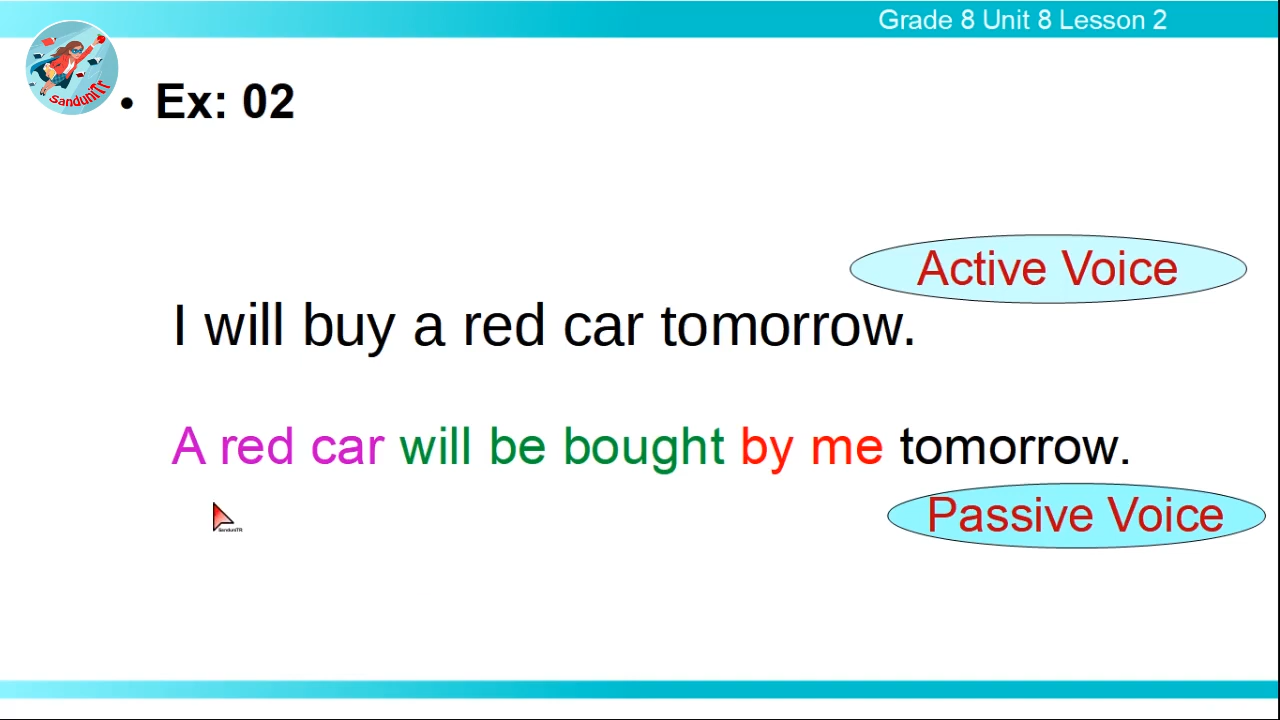 Grade 8 Unit 8 Lesson 2
SanduniTr
• Ex: 02
Active Voice
I will buy a red car tomorrow.
A red car will be bought by me tomorrow.
SanduniTR
Passive Voice